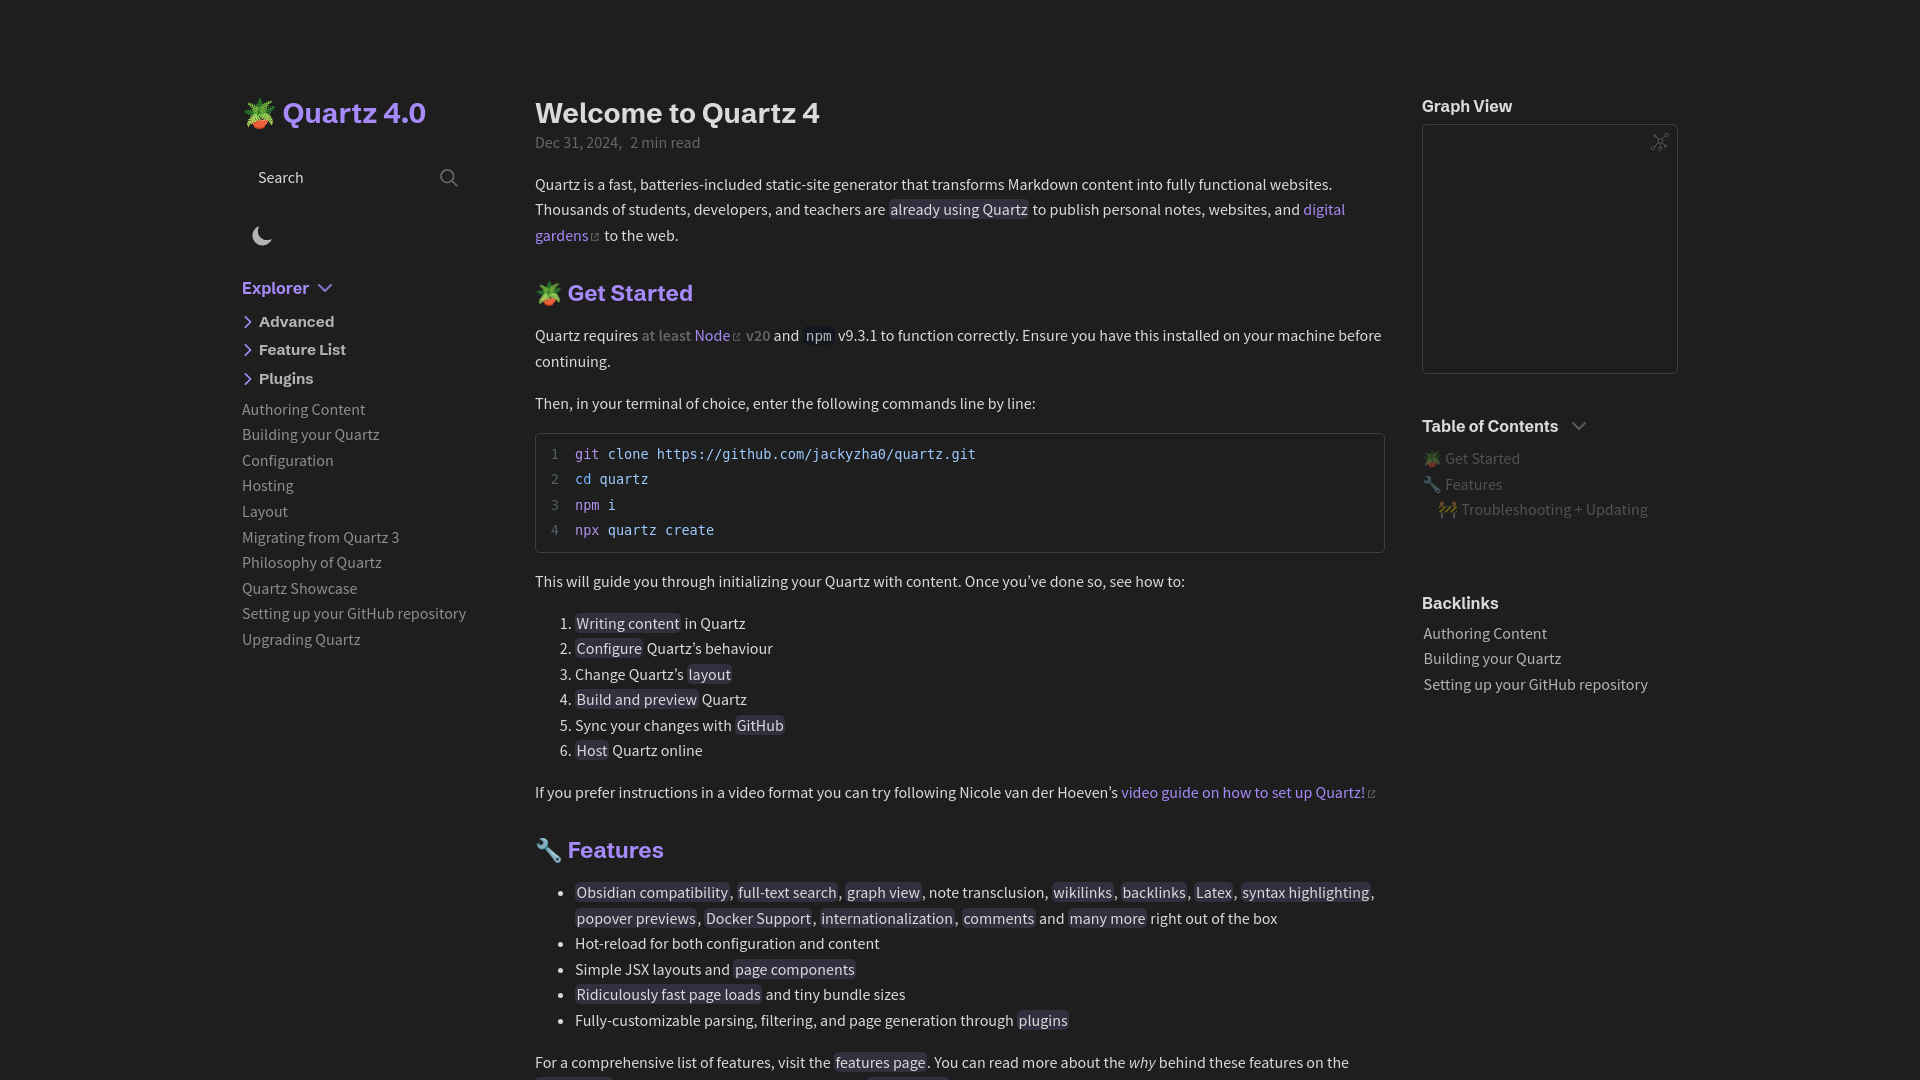 🪴 Quartz 4.0
Search
Explorer
Advanced
Feature List
Plugins
Authoring Content
Building your Quartz
Configuration
Hosting
Layout
Migrating from Quartz 3
Philosophy of Quartz
Quartz Showcase
Setting up your GitHub repository
Upgrading Quartz
Welcome to Quartz 4
Dec 31, 2024, 2 min read
Quartz is a fast, batteries-included static-site generator that transforms Markdown content into fully functional websites.
Thousands of students, developers, and teachers are already using Quartz to publish personal notes, websites, and digital
gardens to the web.
🪴 Get Started
Quartz requires at least Node v20 and npm v9.3.1 to function correctly. Ensure you have this installed on your machine before
continuing.
Then, in your terminal of choice, enter the following commands line by line:
1 git clone https://github.com/jackyzha0/quartz.git
2 cd quartz
3 npm i
4 npx quartz create
This will guide you through initializing your Quartz with content. Once you’ve done so, see how to:
1. Writing content in Quartz
2. Configure Quartz’s behaviour
3. Change Quartz’s layout
4. Build and preview Quartz
5. Sync your changes with GitHub
6. Host Quartz online
If you prefer instructions in a video format you can try following Nicole van der Hoeven’s video guide on how to set up Quartz!
🔧 Features
• Obsidian compatibility, full-text search, graph view, note transclusion, wikilinks, backlinks, Latex, syntax highlighting,
popover previews, Docker Support, internationalization, comments and many more right out of the box
• Hot-reload for both configuration and content
• Simple JSX layouts and page components
• Ridiculously fast page loads and tiny bundle sizes
• Fully-customizable parsing, filtering, and page generation through plugins
For a comprehensive list of features, visit the features page. You can read more about the why behind these features on the
Graph View
Table of Contents
🪴 Get Started
🔧 Features
🚧 Troubleshooting + Updating
Backlinks
Authoring Content
Building your Quartz
Setting up your GitHub repository